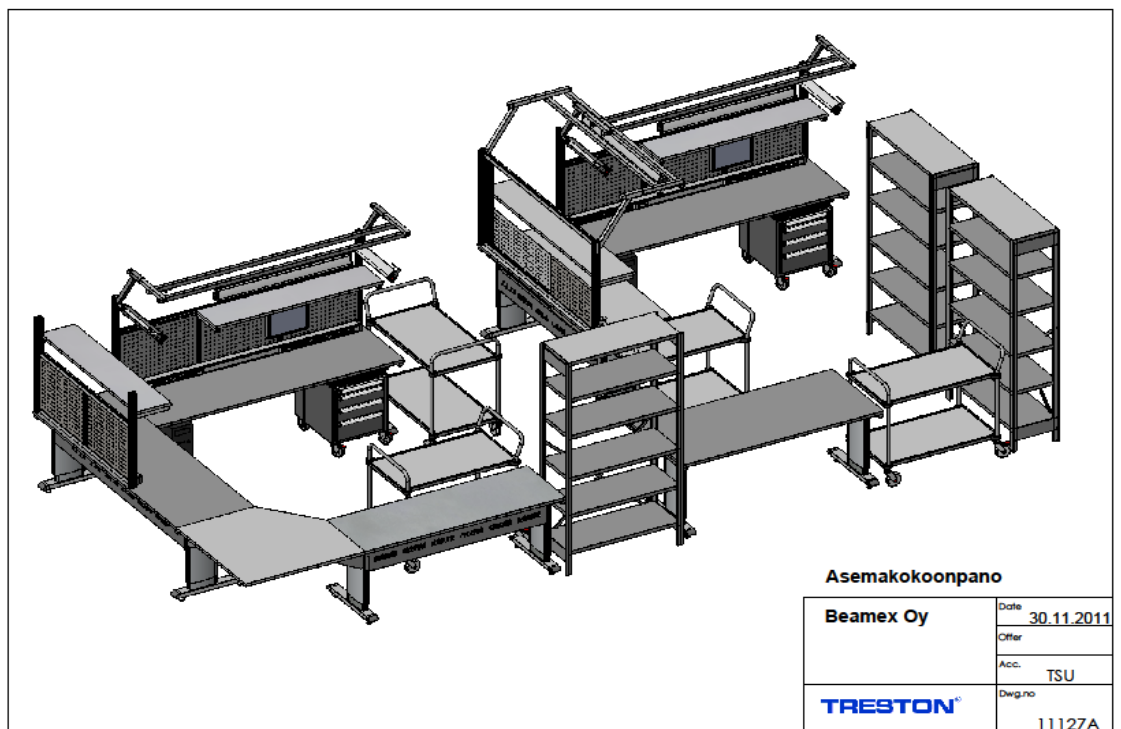 Asemakokoonpano
Beamex Oy
Date
30.11.2011
Offer
Acc.
TSU
TRESTON®
Dwg.no
11127A